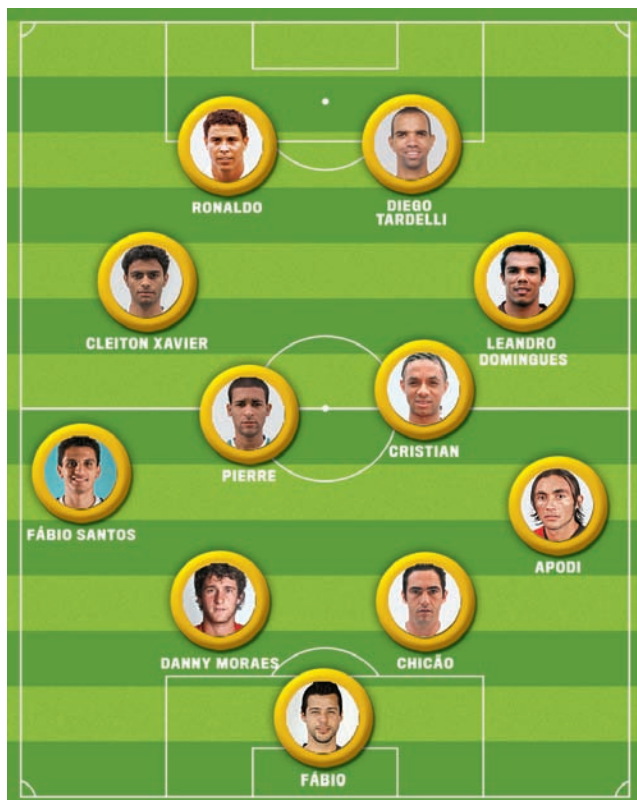 RONALDO
DIEGO
TARDELLI
CLEITON XAVIER
LEANDRO
DOMINGUES
PIERRE
CRISTIAN
FÁBIO SANTOS
APODI
DANNY MORAES
CHICÃO
FÁBIO